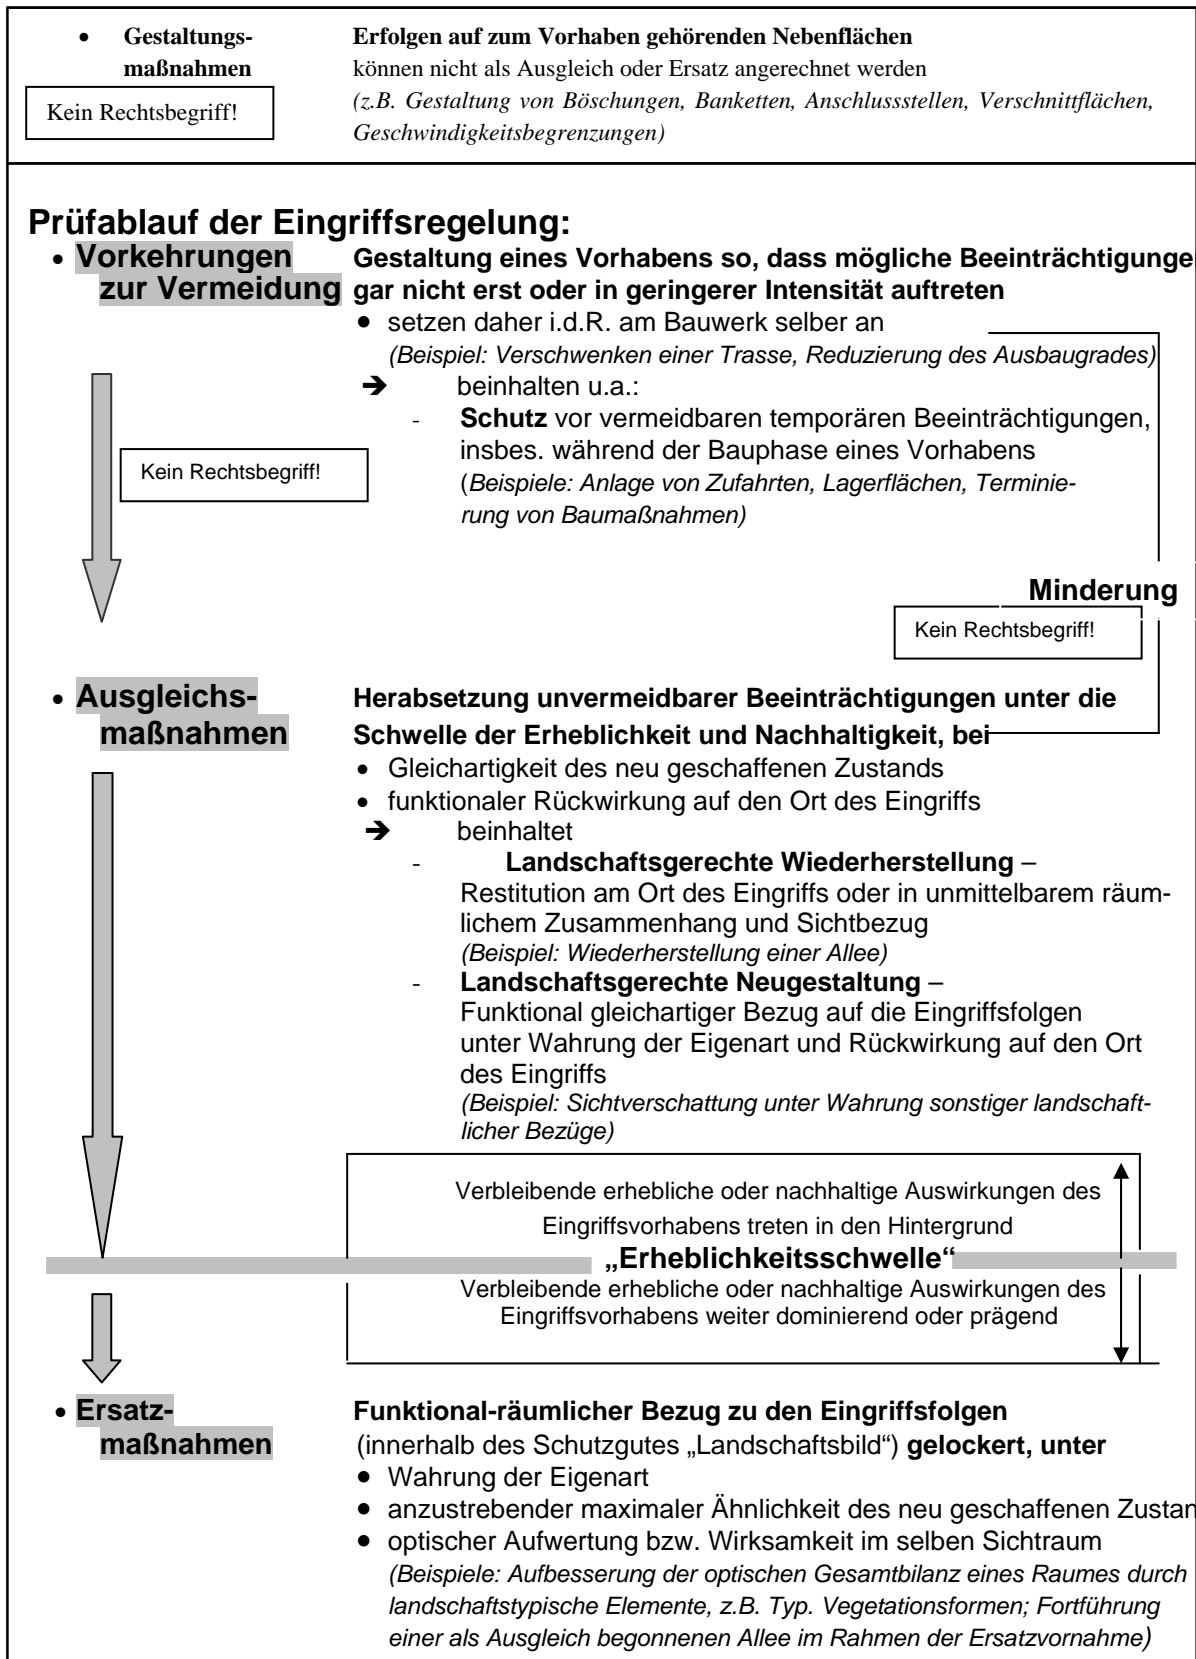 • Gestaltungs- Erfolgen auf zum Vorhaben gehörenden Nebenflächen
maßnahmen können nicht als Ausgleich oder Ersatz angerechnet werden
Kein Rechtsbegriff! (z.B. Gestaltung von Böschungen, Banketten, Anschlussstellen, Verschnittflächen,
Geschwindigkeitsbegrenzungen)
Prüfablauf der Eingriffsregelung:
• Vorkehrungen Gestaltung eines Vorhabens so, dass mögliche Beeinträchtigunge
zur Vermeidung gar nicht erst oder in geringerer Intensität auftreten
• setzen daher i.d.R. am Bauwerk selber an
(Beispiel: Verschwenken einer Trasse, Reduzierung des Ausbaugrades)
➔ beinhalten u.a.:
- Schutz vor vermeidbaren temporären Beeinträchtigungen,
insbes. während der Bauphase eines Vorhabens
Kein Rechtsbegriff!
(Beispiele: Anlage von Zufahrten, Lagerflächen, Terminie-
rung von Baumaßnahmen)
Minderung
Kein Rechtsbegriff!
• Ausgleichs- Herabsetzung unvermeidbarer Beeinträchtigungen unter die
maßnahmen Schwelle der Erheblichkeit und Nachhaltigkeit, bei
• Gleichartigkeit des neu geschaffenen Zustands
• funktionaler Rückwirkung auf den Ort des Eingriffs
➔ beinhaltet
- Landschaftsgerechte Wiederherstellung –
Restitution am Ort des Eingriffs oder in unmittelbarem räum-
lichem Zusammenhang und Sichtbezug
(Beispiel: Wiederherstellung einer Allee)
- Landschaftsgerechte Neugestaltung –
Funktional gleichartiger Bezug auf die Eingriffsfolgen
unter Wahrung der Eigenart und Rückwirkung auf den Ort
des Eingriffs
(Beispiel: Sichtverschattung unter Wahrung sonstiger landschaft-
licher Bezüge)
Verbleibende erhebliche oder nachhaltige Auswirkungen des
Eingriffsvorhabens treten in den Hintergrund
„Erheblichkeitsschwelle“
Verbleibende erhebliche oder nachhaltige Auswirkungen des
Eingriffsvorhabens weiter dominierend oder prägend
• Ersatz- Funktional-räumlicher Bezug zu den Eingriffsfolgen
maßnahmen (innerhalb des Schutzgutes „Landschaftsbild“) gelockert, unter
• Wahrung der Eigenart
• anzustrebender maximaler Ähnlichkeit des neu geschaffenen Zustan
• optischer Aufwertung bzw. Wirksamkeit im selben Sichtraum
(Beispiele: Aufbesserung der optischen Gesamtbilanz eines Raumes durch
landschaftstypische Elemente, z.B. Typ. Vegetationsformen; Fortführung
einer als Ausgleich begonnenen Allee im Rahmen der Ersatzvornahme)